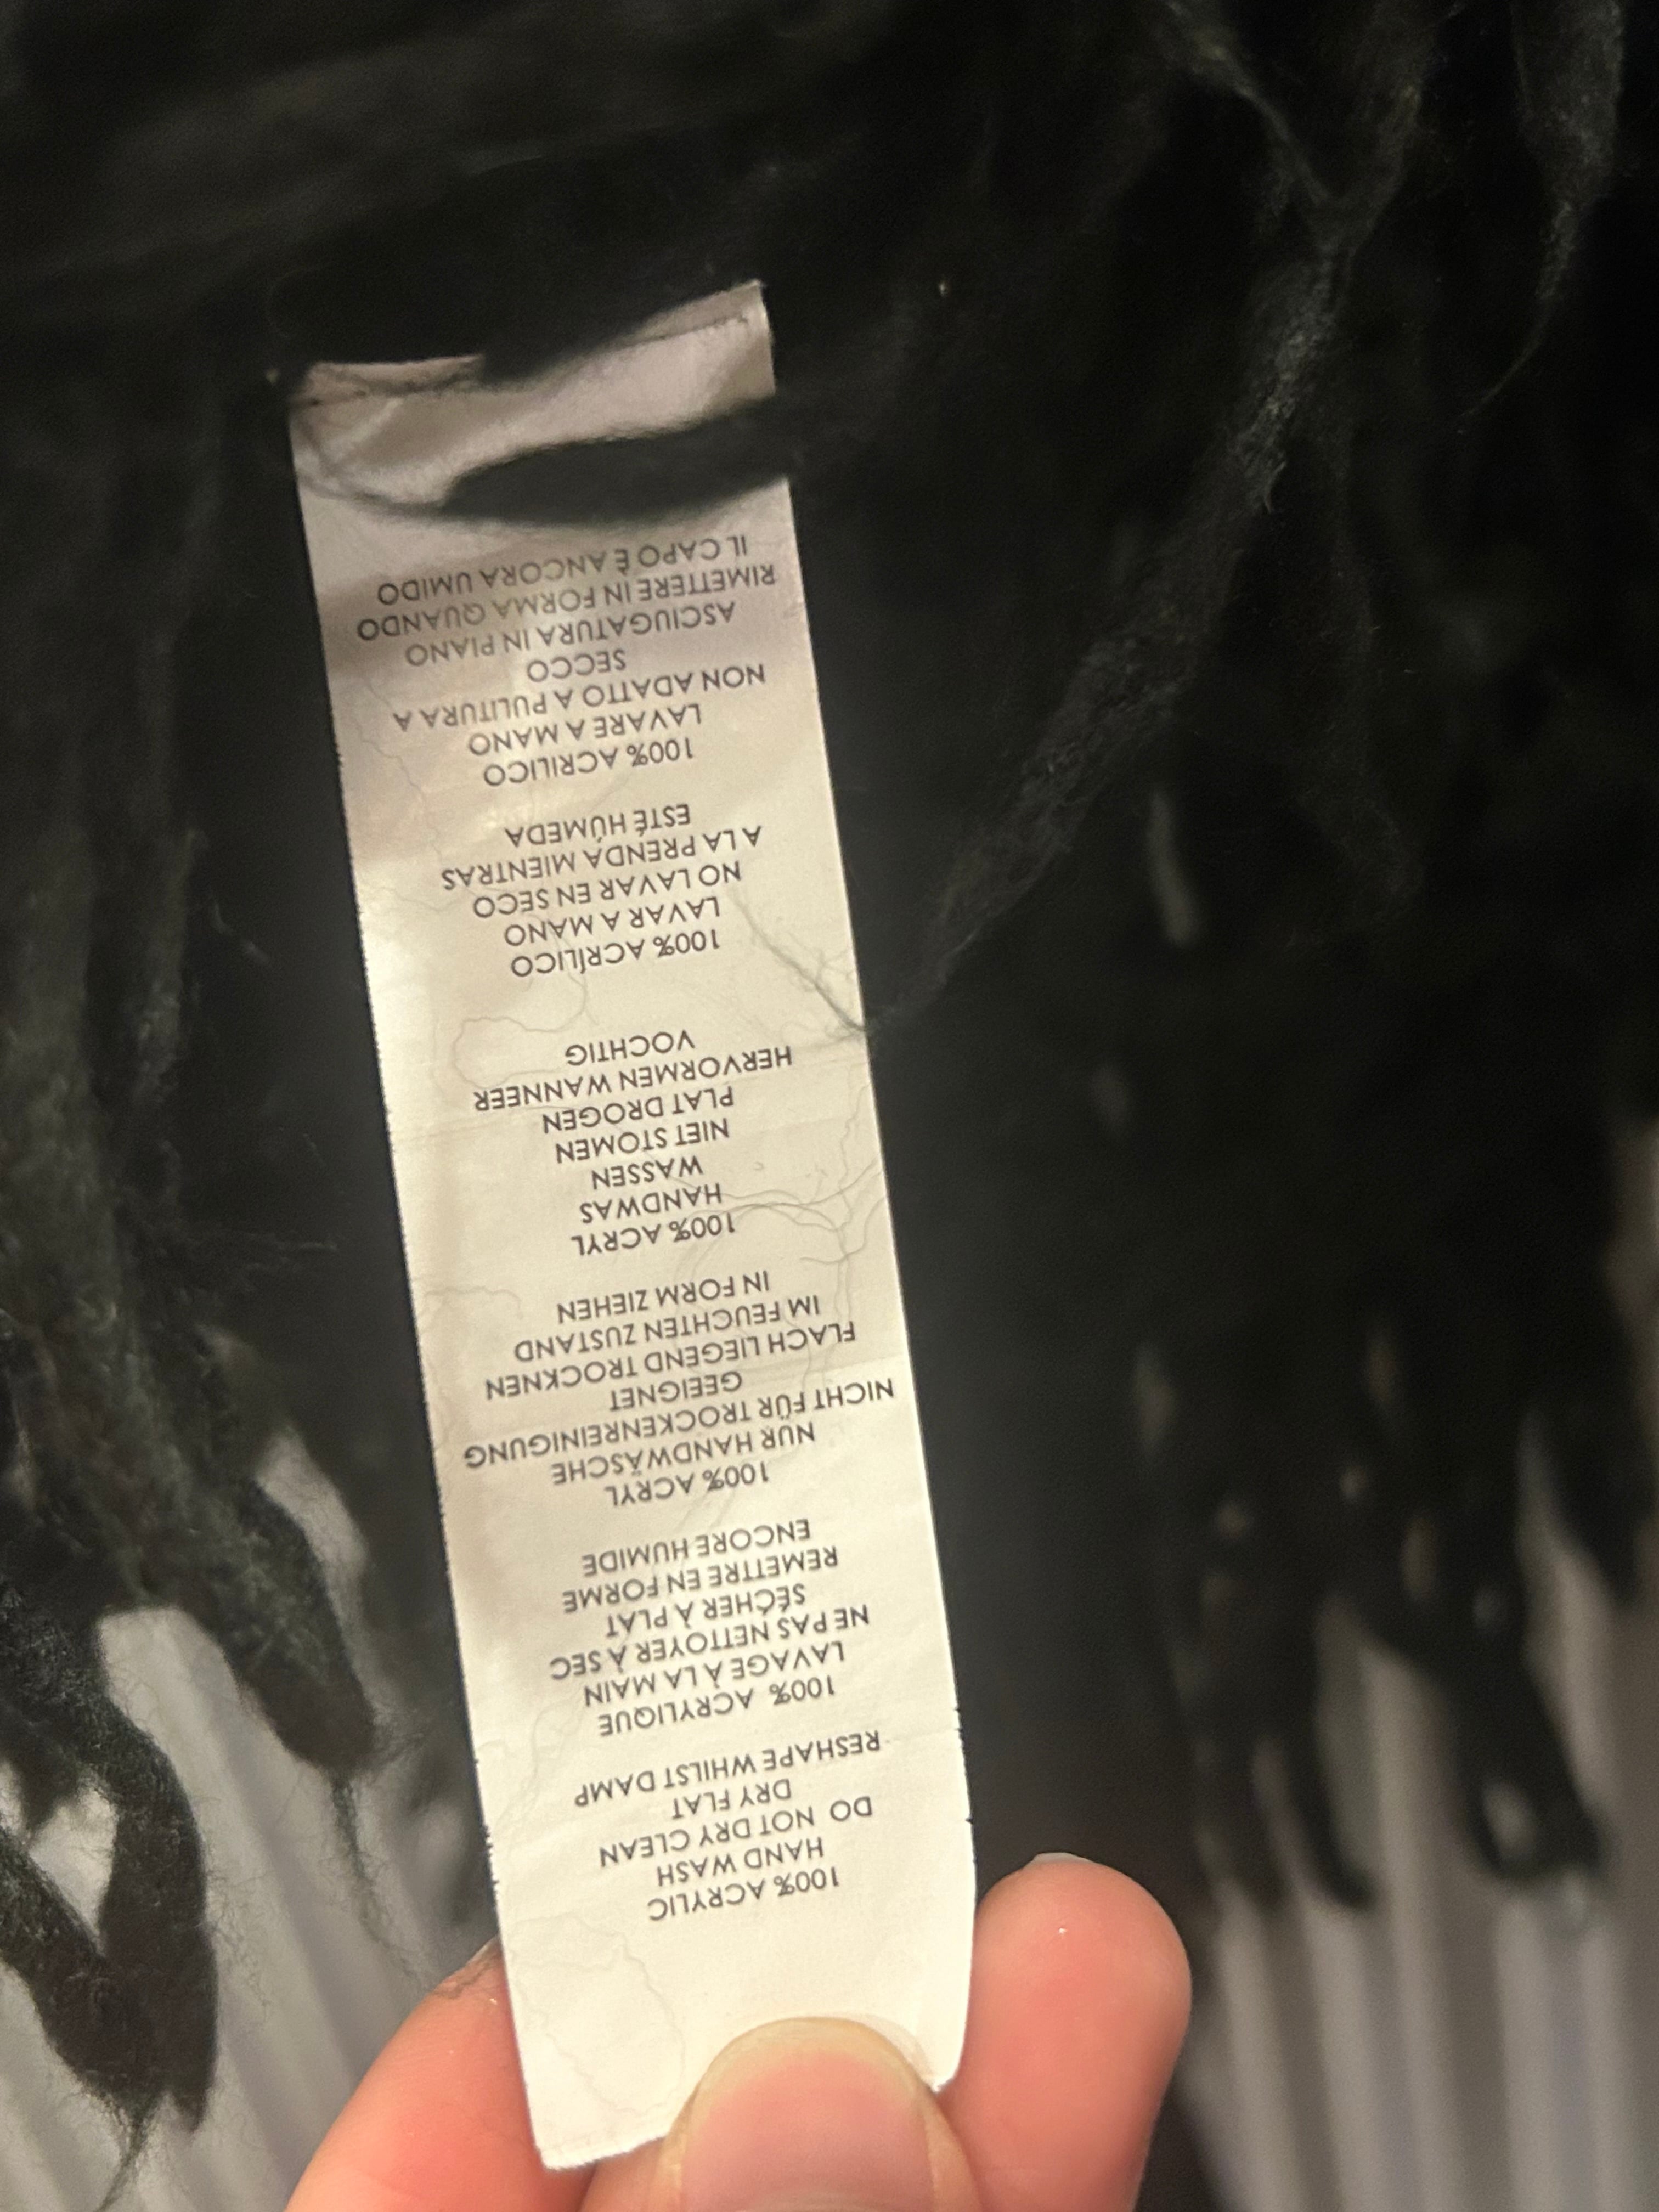 100% ACRYLIC
HAND WASH
DO NOT DRY CLEAN
DRY FLAT
RESHAPE WHILST DAMP
100% ACRYLIQUE
LAVAGE À LA MAIN
NE PAS NETTOYER À SEC
SÉCHER À PLAT
REMETTRE EN FORME
ENCORE HUMIDE
100% ACRYL
NUR HANDWÄSCHE
NICHT FÜR TROCKENREINIGUNG
GEEIGNET
FLACH LIEGEND TROCKNEN
IM FEUCHTEN ZUSTAND
IN FORM ZIEHEN
100% ACRYL
HANDWAS
WASSEN
NIET STOMEN
PLAT DROGEN
HERVORMEN WANNEER
VOCHTIG
100% ACRÍLICO
LAVAR A MANO
NO LAVAR EN SECO
A LA PRENDA MIENTRAS
ESTÉ HÚMEDA
100% ACRILICO
LAVARE A MANO
NON ADATTO A PULITURA A
SECCO
ASCIUGATURA IN PIANO
RIMETTERE IN FORMA QUANDO
IL CAPO È ANCORA UMIDO